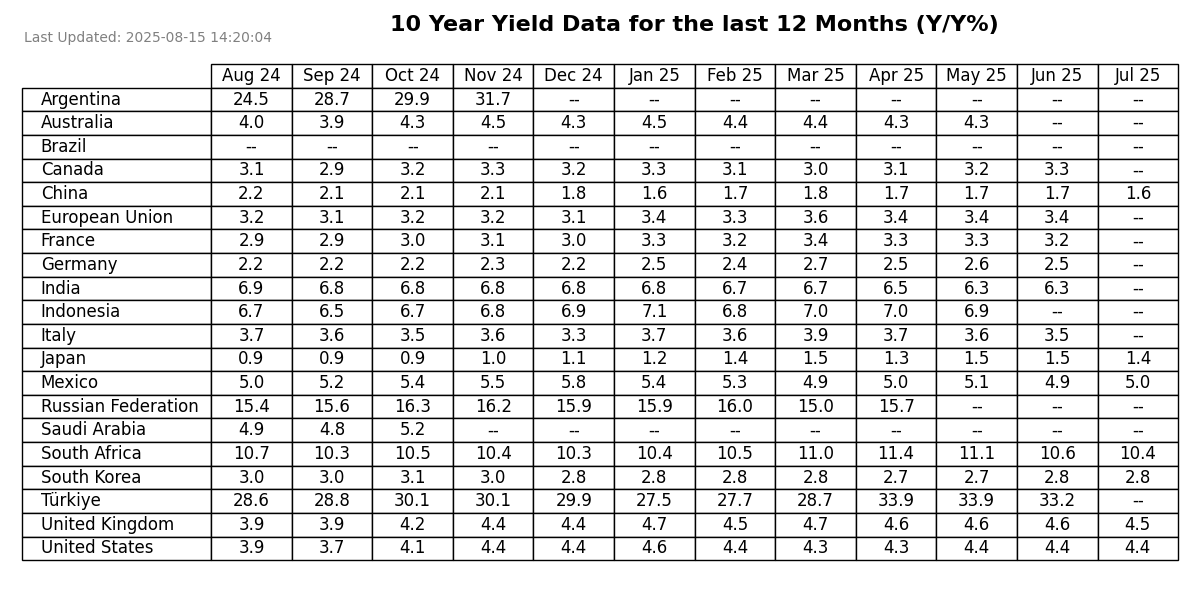 10 Year Yield Data for the last 12 Months (Y/Y%)
Last Updated: 2025-08-15 14:20:04
Aug 24 Sep 24 Oct 24 Nov 24 Dec 24 Jan 25 Feb 25 Mar 25 Apr 25 May 25 Jun 25 Jul 25
Argentina 24.5 28.7 29.9 31.7 -- -- -- -- -- -- -- --
Australia 4.0 3.9 4.3 4.5 4.3 4.5 4.4 4.4 4.3 4.3 -- --
Brazil -- -- -- -- -- -- -- -- -- -- -- --
Canada 3.1 2.9 3.2 3.3 3.2 3.3 3.1 3.0 3.1 3.2 3.3 --
China 2.2 2.1 2.1 2.1 1.8 1.6 1.7 1.8 1.7 1.7 1.7 1.6
European Union 3.2 3.1 3.2 3.2 3.1 3.4 3.3 3.6 3.4 3.4 3.4 --
France 2.9 2.9 3.0 3.1 3.0 3.3 3.2 3.4 3.3 3.3 3.2 --
Germany 2.2 2.2 2.2 2.3 2.2 2.5 2.4 2.7 2.5 2.6 2.5 --
India 6.9 6.8 6.8 6.8 6.8 6.8 6.7 6.7 6.5 6.3 6.3 --
Indonesia 6.7 6.5 6.7 6.8 6.9 7.1 6.8 7.0 7.0 6.9 -- --
Italy 3.7 3.6 3.5 3.6 3.3 3.7 3.6 3.9 3.7 3.6 3.5 --
Japan 0.9 0.9 0.9 1.0 1.1 1.2 1.4 1.5 1.3 1.5 1.5 1.4
Mexico 5.0 5.2 5.4 5.5 5.8 5.4 5.3 4.9 5.0 5.1 4.9 5.0
Russian Federation 15.4 15.6 16.3 16.2 15.9 15.9 16.0 15.0 15.7 -- -- --
Saudi Arabia 4.9 4.8 5.2 -- -- -- -- -- -- -- -- --
South Africa 10.7 10.3 10.5 10.4 10.3 10.4 10.5 11.0 11.4 11.1 10.6 10.4
South Korea 3.0 3.0 3.1 3.0 2.8 2.8 2.8 2.8 2.7 2.7 2.8 2.8
Türkiye 28.6 28.8 30.1 30.1 29.9 27.5 27.7 28.7 33.9 33.9 33.2 --
United Kingdom 3.9 3.9 4.2 4.4 4.4 4.7 4.5 4.7 4.6 4.6 4.6 4.5
United States 3.9 3.7 4.1 4.4 4.4 4.6 4.4 4.3 4.3 4.4 4.4 4.4